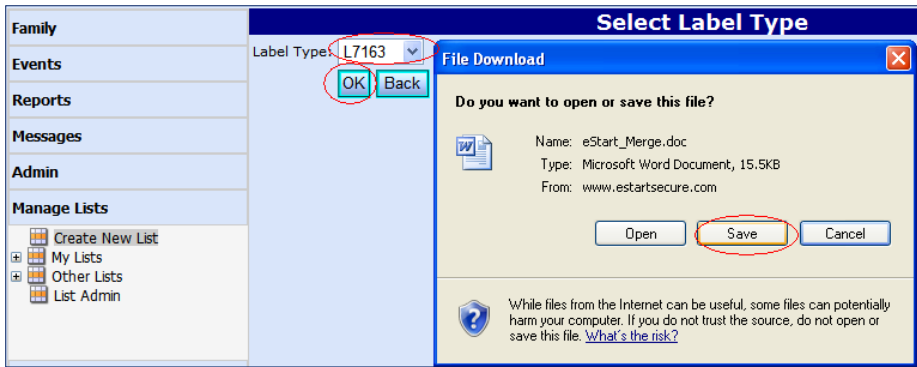 Family
Events
Reports
Messages
Admin
Manage Lists
Create New List
My Lists
Other Lists
List Admin
Select Label Type
Label Type: L7163
OK Back
File Download
Do you want to open or save this file?
Name: eStart_Merge.doc
Type: Microsoft Word Document, 15.5KB
From: www.estartsecure.com
Open Save Cancel
While files from the Internet can be useful, some files can potentially
harm your computer. If you do not trust the source, do not open or
save this file. What's the risk?